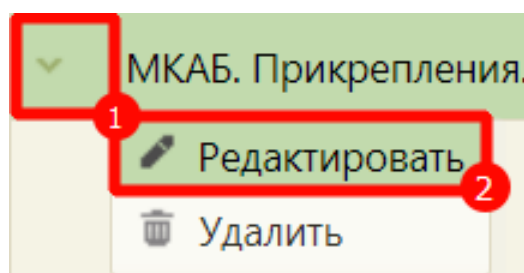 МКАБ. Прикрепления.
1
Редактировать
2
Удалить